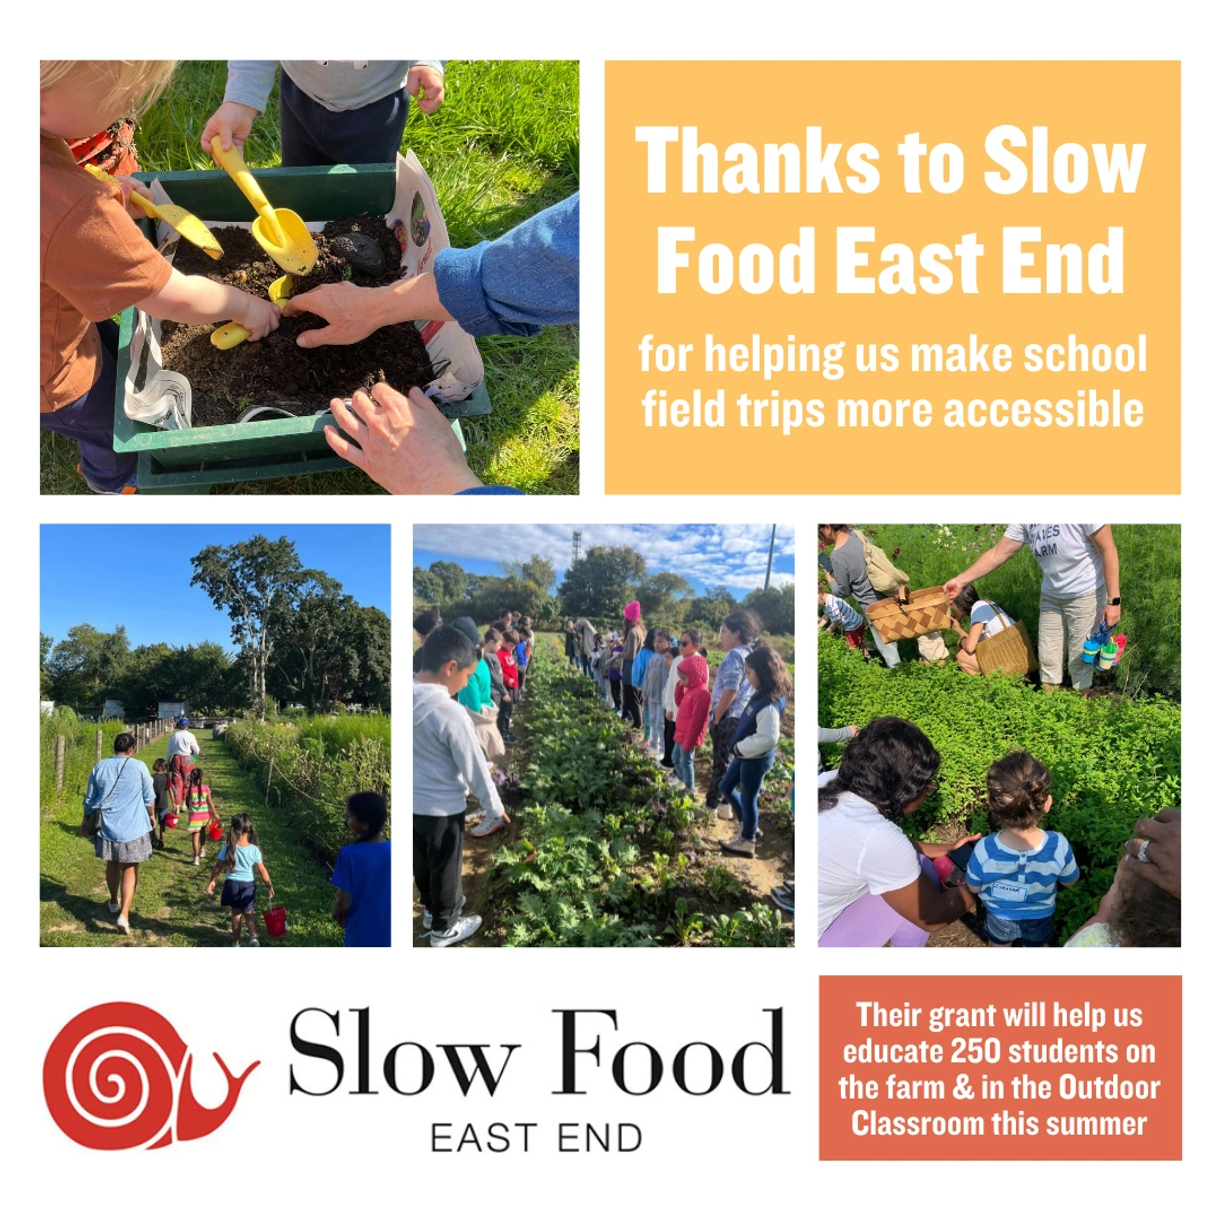 Thanks to Slow
Food East End
for helping us make school
field trips more accessible
FARM
Slow Food
EAST END
Their grant will help us
educate 250 students on
the farm & in the Outdoor
Classroom this summer